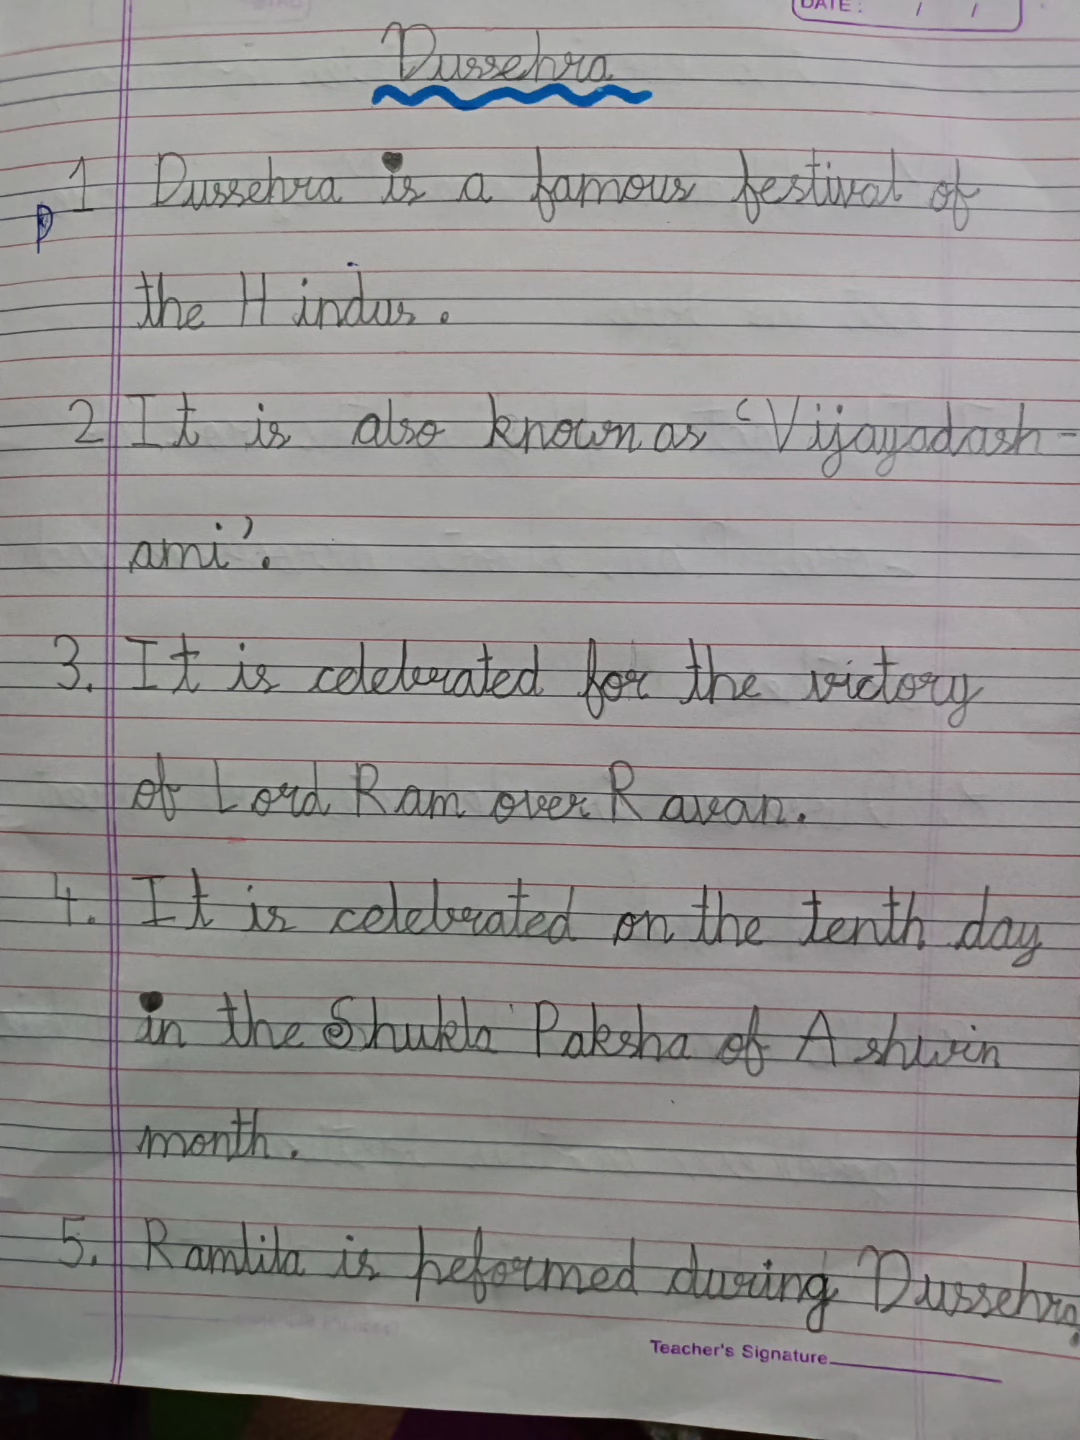 DATE: / /
Dussehra
1 Dussehra is a famous festival of
the Hindus.
2 It is also known as 'Vijayadash-
ami'.
3. It is celebrated for the victory
of Lord Ram over Ravan.
4. It is celebrated on the tenth day
in the Shukla Paksha of Ashwin
month.
5. Ramlila is peformed during Dussehra.
Teacher's Signature